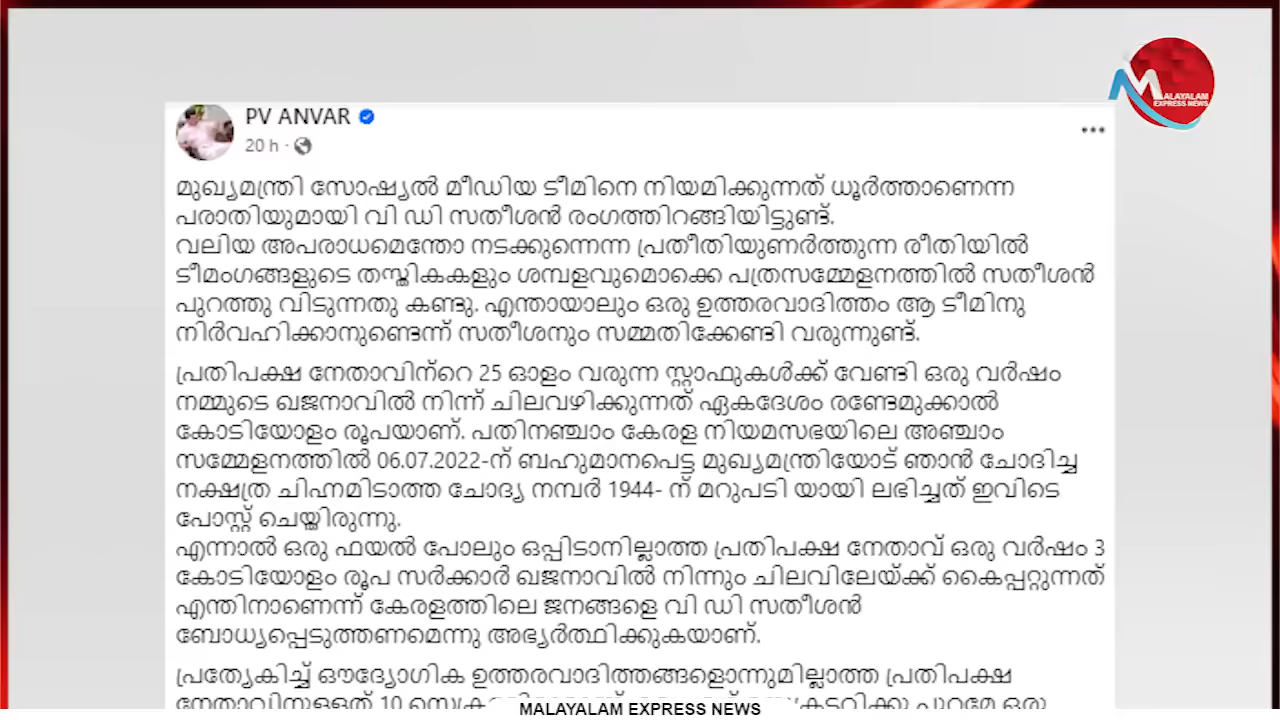 MALAYALAM
EXPRESS NEWS
PV ANVAR
20 h ·
മുഖ്യമന്ത്രി സോഷ്യൽ മീഡിയ ടീമിനെ നിയമിക്കുന്നത് ധൂർത്താണെന്ന
പരാതിയുമായി വി ഡി സതീശൻ രംഗത്തിറങ്ങിയിട്ടുണ്ട്.
വലിയ അപരാധമെന്തോ നടക്കുന്നെന്ന പ്രതീതിയുണർത്തുന്ന രീതിയിൽ
ടീമംഗങ്ങളുടെ തസ്തികകളും ശമ്പളവുമൊക്കെ പത്രസമ്മേളനത്തിൽ സതീശൻ
പുറത്തു വിടുന്നതു കണ്ടു. എന്തായാലും ഒരു ഉത്തരവാദിത്തം ആ ടീമിനു
നിർവഹിക്കാനുണ്ടെന്ന് സതീശനും സമ്മതിക്കേണ്ടി വരുന്നുണ്ട്.
പ്രതിപക്ഷ നേതാവിന്റെ 25 ഓളം വരുന്ന സ്റ്റാഫുകൾക്ക് വേണ്ടി ഒരു വർഷം
നമ്മുടെ ഖജനാവിൽ നിന്ന് ചിലവഴിക്കുന്നത് ഏകദേശം രണ്ടേമുക്കാൽ
കോടിയോളം രൂപയാണ്. പതിനഞ്ചാം കേരള നിയമസഭയിലെ അഞ്ചാം
സമ്മേളനത്തിൽ 06.07.2022-ന് ബഹുമാനപെട്ട മുഖ്യമന്ത്രിയോട് ഞാൻ ചോദിച്ച
നക്ഷത്ര ചിഹ്നമിടാത്ത ചോദ്യ നമ്പർ 1944- ന് മറുപടി യായി ലഭിച്ചത് ഇവിടെ
പോസ്റ്റ് ചെയ്തിരുന്നു.
എന്നാൽ ഒരു ഫയൽ പോലും ഒപ്പിടാനില്ലാത്ത പ്രതിപക്ഷ നേതാവ് ഒരു വർഷം 3
കോടിയോളം രൂപ സർക്കാർ ഖജനാവിൽ നിന്നും ചിലവിലേയ്ക്ക് കൈപ്പറ്റുന്നത്
എന്തിനാണെന്ന് കേരളത്തിലെ ജനങ്ങളെ വി ഡി സതീശൻ
ബോധ്യപ്പെടുത്തണമെന്നു അഭ്യർത്ഥിക്കുകയാണ്.
പ്രത്യേകിച്ച് ഔദ്യോഗിക ഉത്തരവാദിത്തങ്ങളൊന്നുമില്ലാത്ത പ്രതിപക്ഷ
നേതാവിനുള്ളത് 10
MALAYALAM EXPRESS NEWS